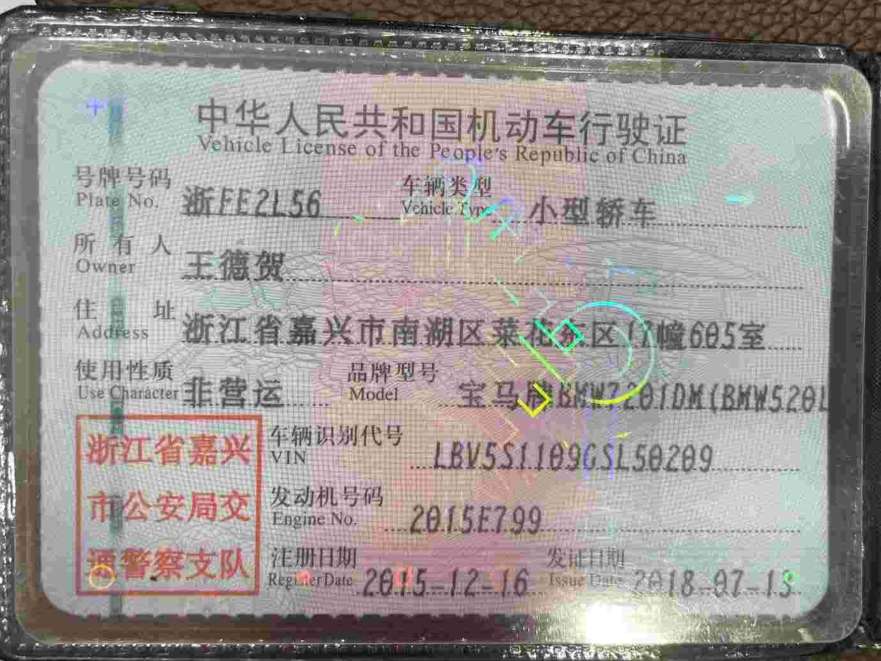 中华人民共和国机动车行驶证
Vehicle License of the People's Republic of China
号牌号码 浙FE2L56 车辆类型 小型轿车
Plate No. Vehicle Type
所有人 王德贺
Owner
住址 浙江省嘉兴市南湖区菜花东区17幢605室
Address
使用性质 非营运 品牌型号 宝马牌BMW7201DM(BMW520L
Use Character Model
浙江省嘉兴 车辆识别代号 LBV5S1109GSL50209
VIN
市公安局交 发动机号码 2015E799
Engine No.
通警察支队 注册日期 2015-12-16 发证日期 2018-07-13
Register Date Issue Date